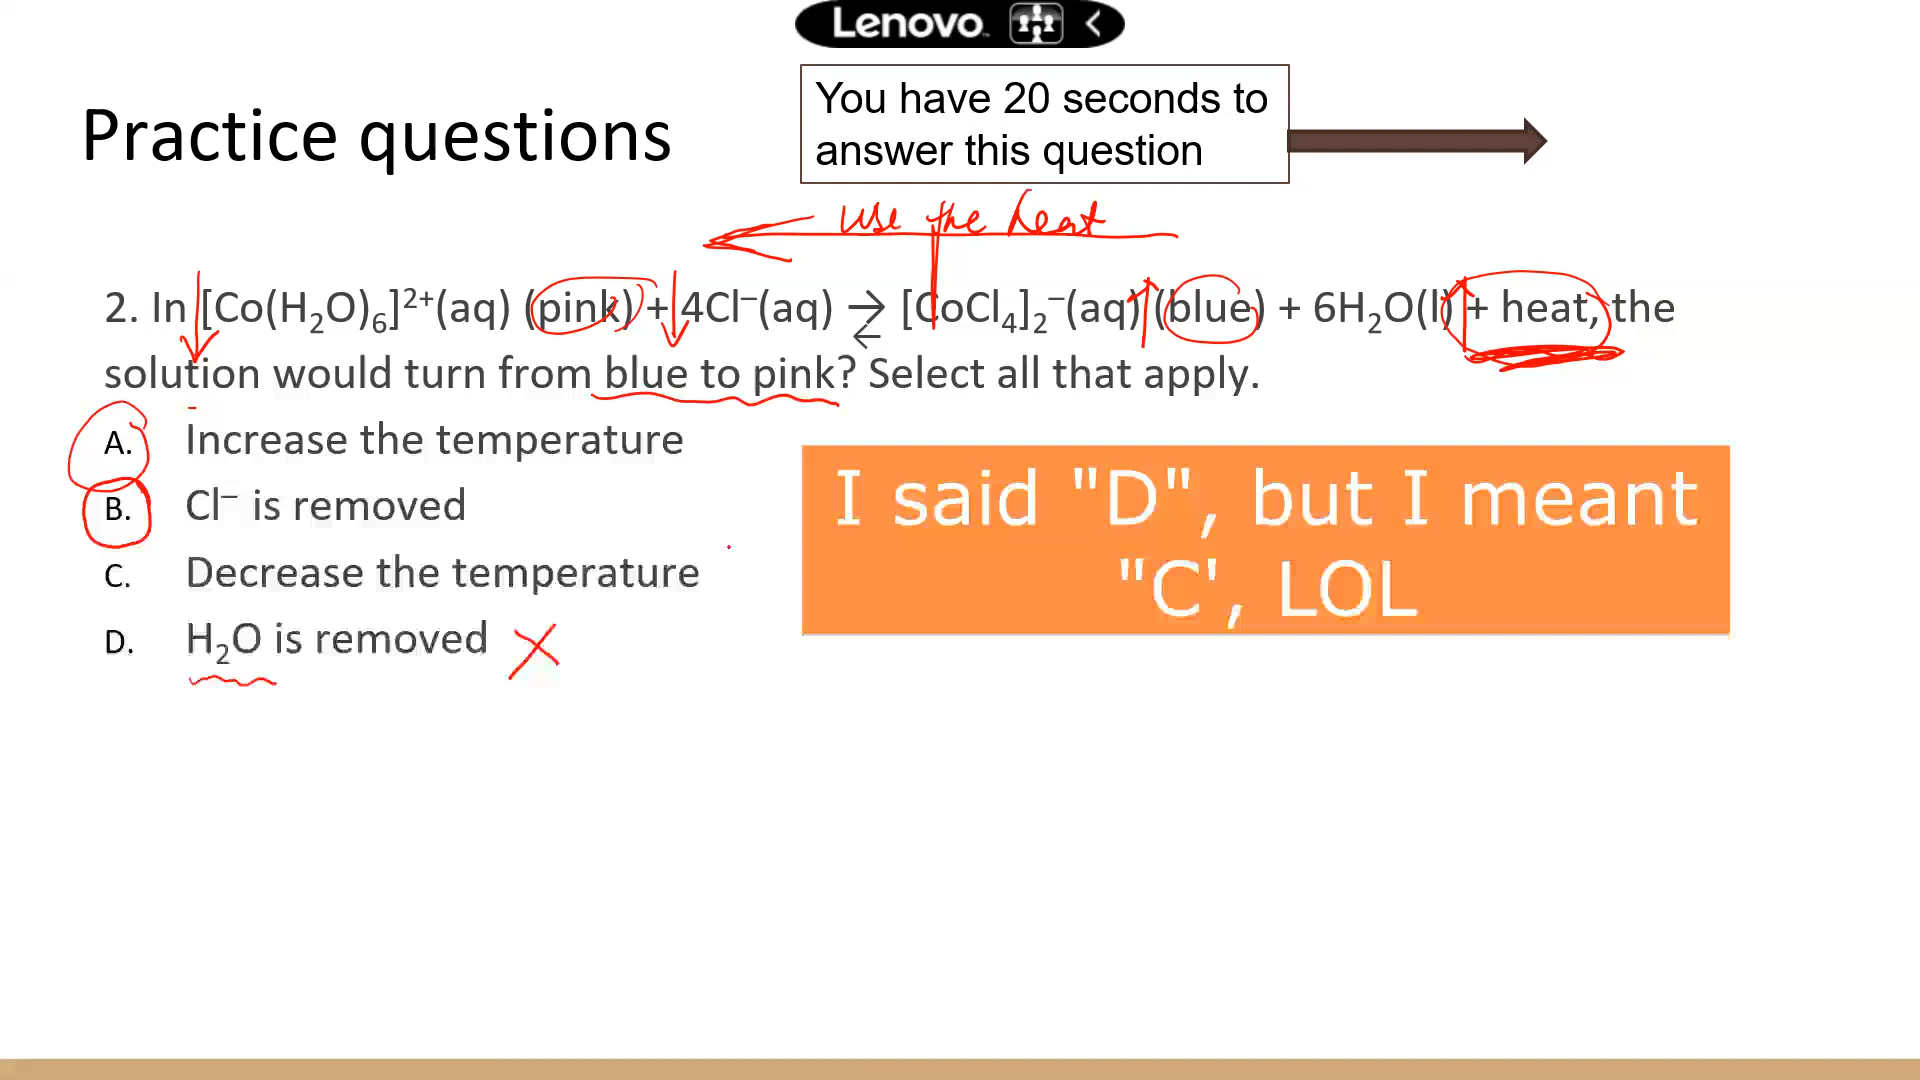 Lenovo
You have 20 seconds to
answer this question
Practice questions
use the heat
2. In [Co(H₂O)₆]²⁺(aq) (pink) + 4Cl⁻(aq) ⇄ [CoCl₄]₂⁻(aq) (blue) + 6H₂O(l) + heat, the
solution would turn from blue to pink? Select all that apply.
A. Increase the temperature
B. Cl⁻ is removed
C. Decrease the temperature
D. H₂O is removed
I said "D", but I meant
"C', LOL